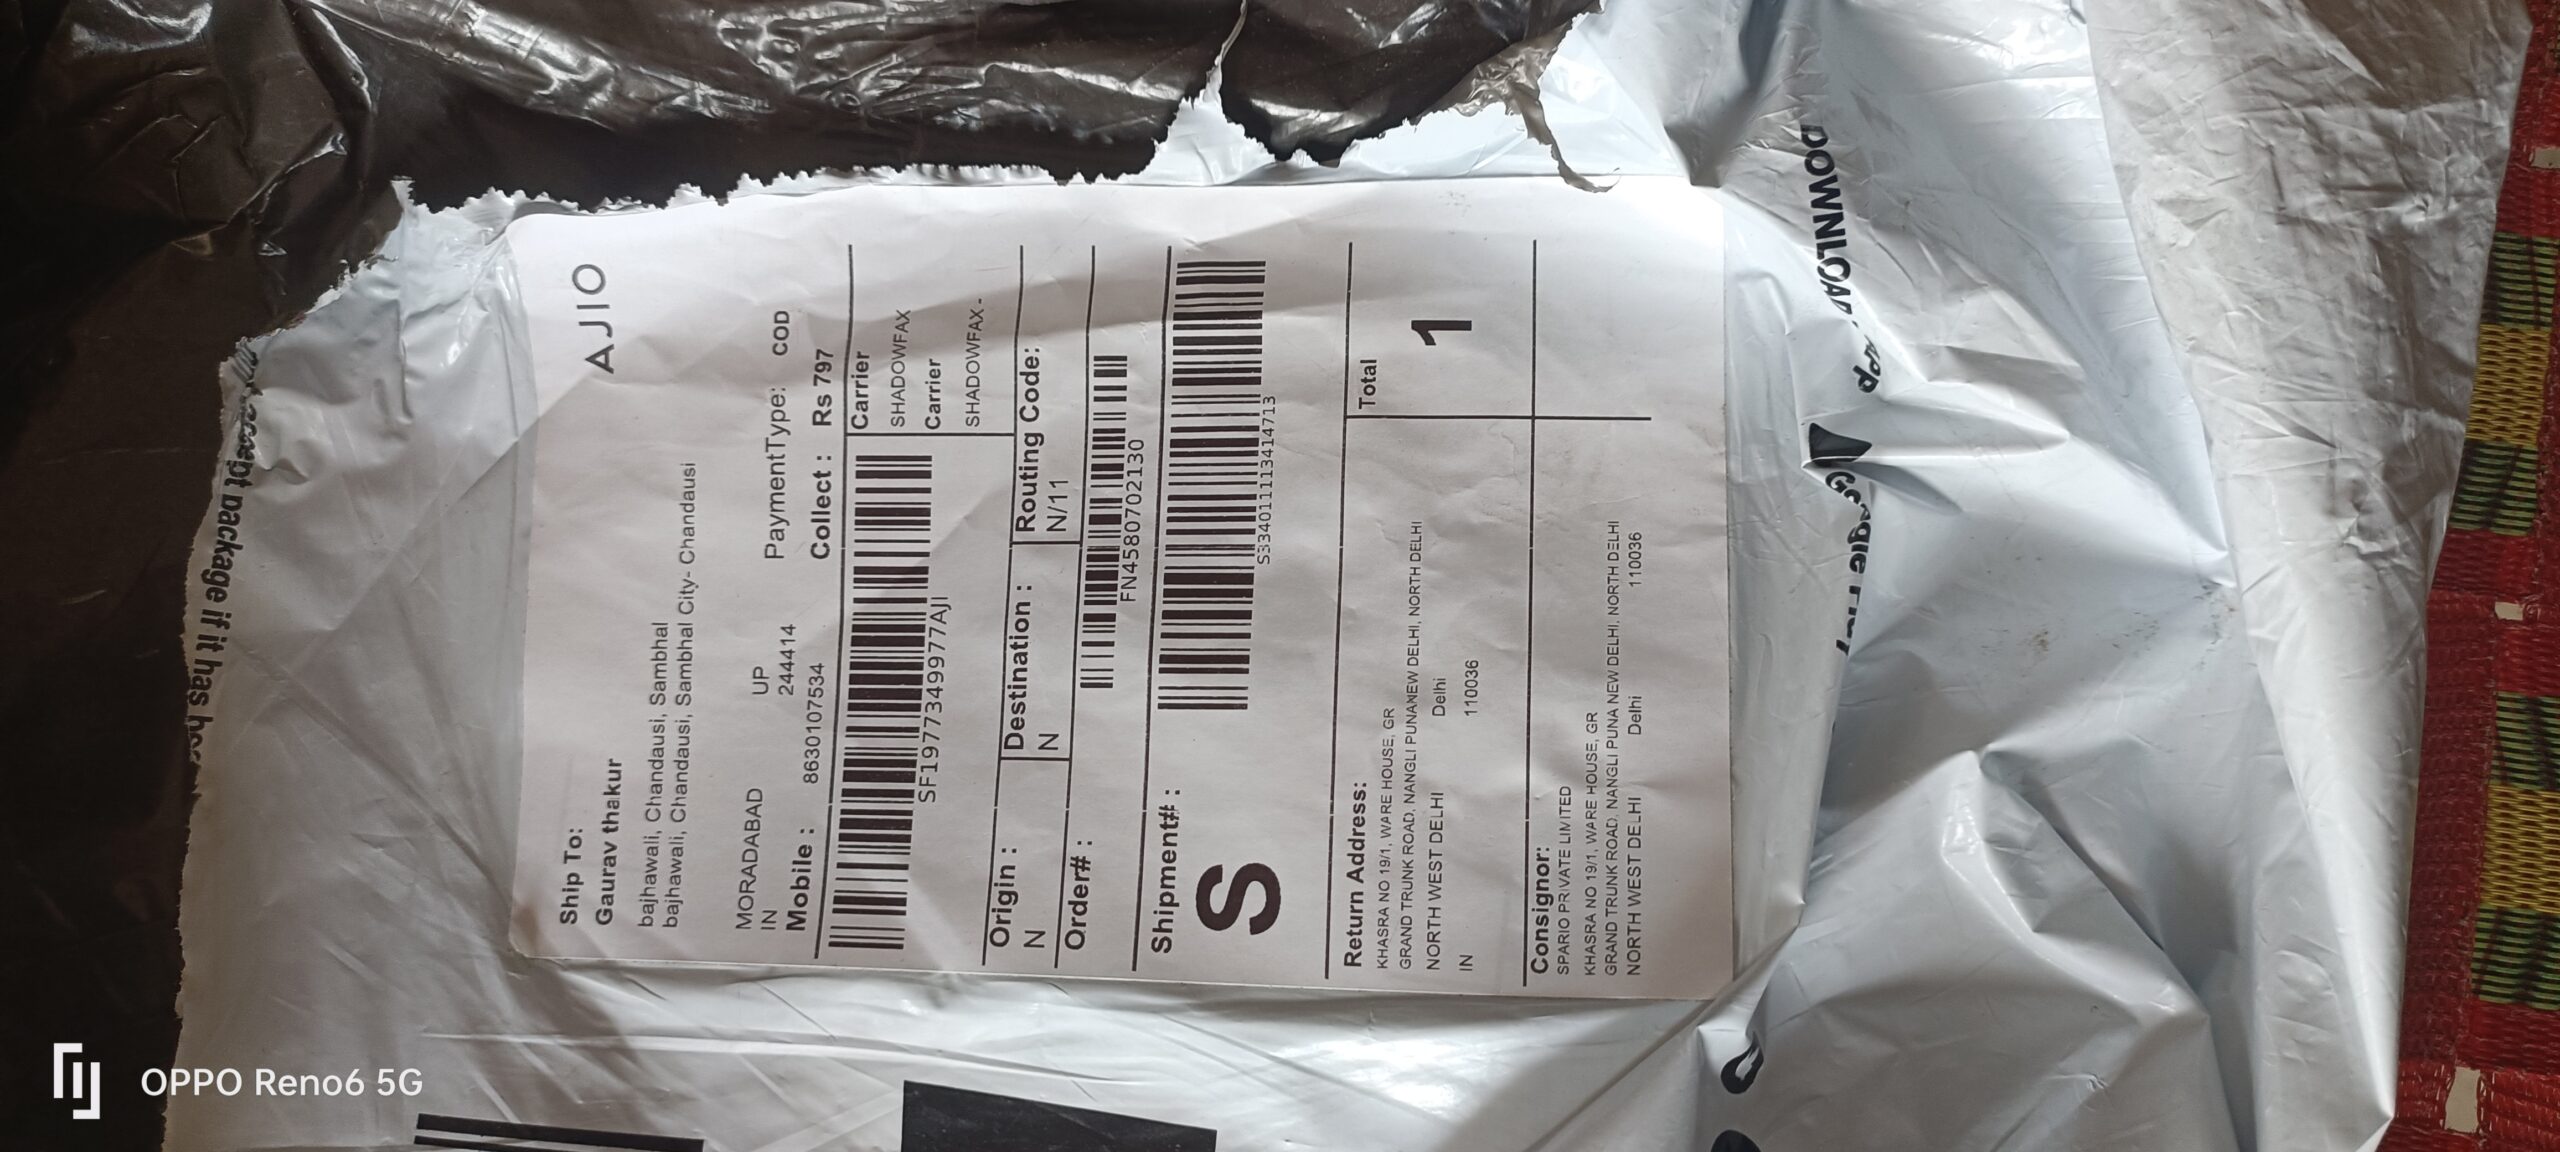 AJIO
Ship To:
Gaurav thakur
bajhawali, Chandausi, Sambhal
bajhawali, Chandausi, Sambhal City- Chandausi
MORADABAD UP
IN 244414 PaymentType: COD
Mobile : 8630107534 Collect : Rs 797
SF1977349977AJI
Carrier
SHADOWFAX
Carrier
SHADOWFAX-
Origin : Destination : Routing Code:
N N N/11
Order# :
FN4580702130
Shipment# :
S
S3340111113414713
Return Address: Total
KHASRA NO 19/1, WARE HOUSE, GR
GRAND TRUNK ROAD, NANGLI PUNANEW DELHI, NORTH DELHI
NORTH WEST DELHI Delhi
IN 110036
1
Consignor:
SPARIO PRIVATE LIMITED
KHASRA NO 19/1, WARE HOUSE, GR
GRAND TRUNK ROAD, NANGLI PUNA NEW DELHI, NORTH DELHI
NORTH WEST DELHI Delhi 110036
package if it has
OPPO Reno6 5G